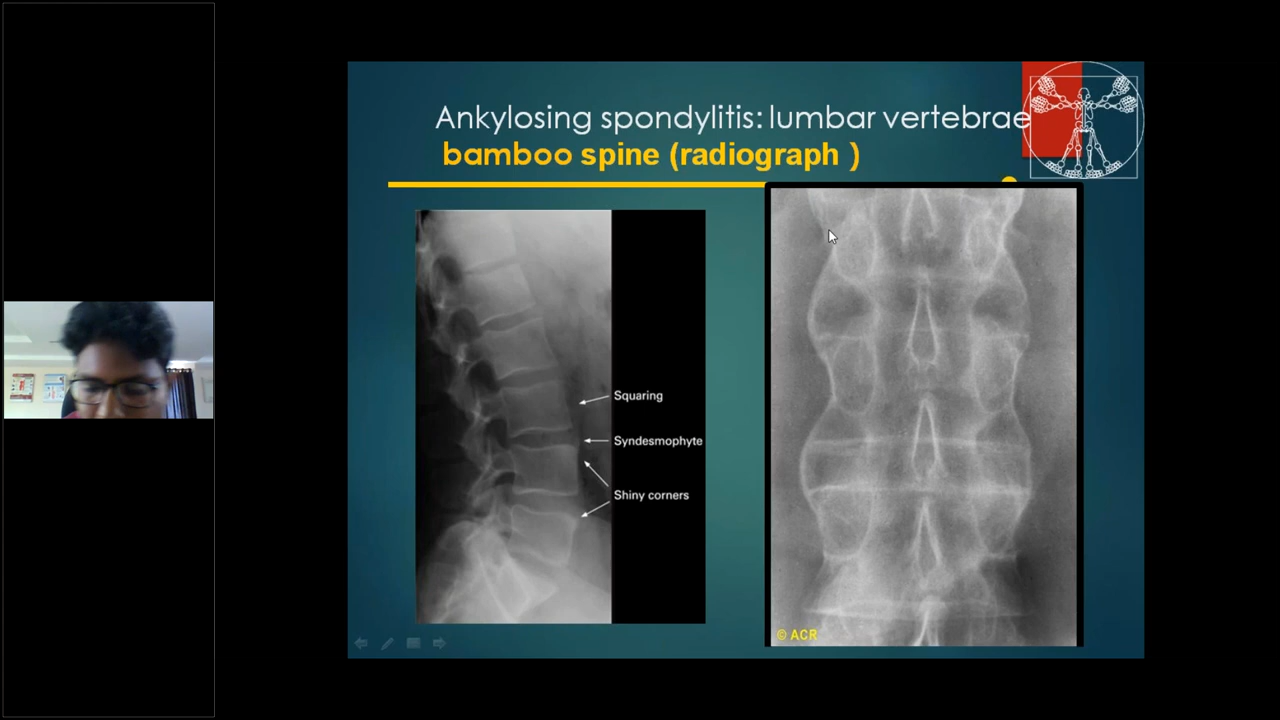 Ankylosing spondylitis: lumbar vertebrae
bamboo spine (radiograph )
Squaring
Syndesmophyte
Shiny corners
© ACR